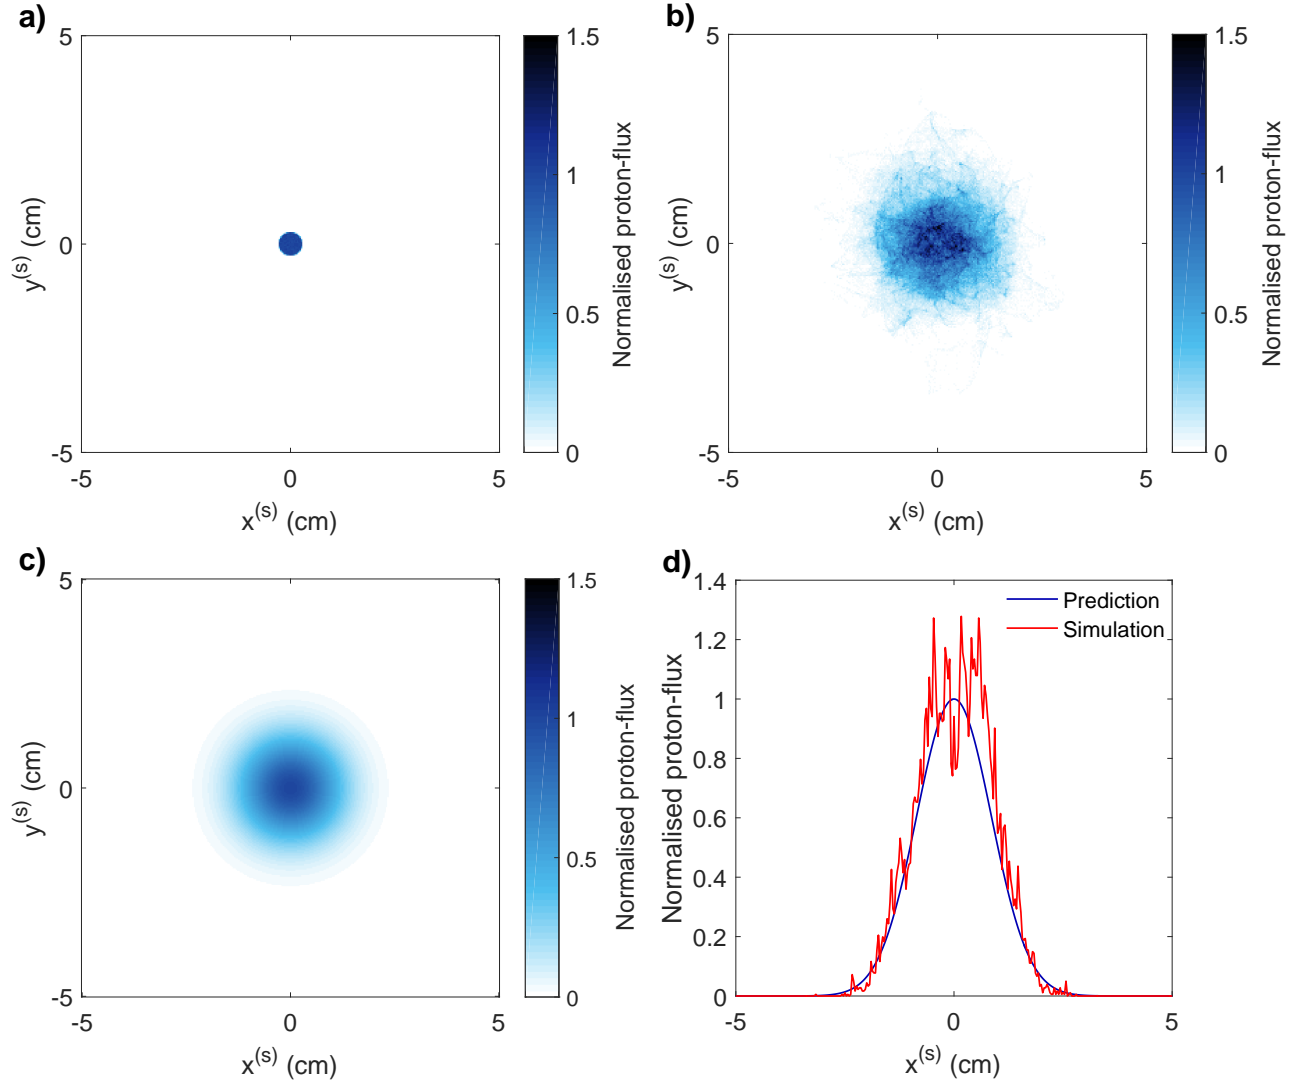 a)
5
0
-5
-5
0
5
y(s) (cm)
x(s) (cm)
1.5
1
0.5
0
Normalised proton-flux
b)
5
0
-5
-5
0
5
y(s) (cm)
x(s) (cm)
1.5
1
0.5
0
Normalised proton-flux
c)
5
0
-5
-5
0
5
y(s) (cm)
x(s) (cm)
1.5
1
0.5
0
Normalised proton-flux
d)
1.4
1.2
1
0.8
0.6
0.4
0.2
0
-5
0
5
Normalised proton-flux
x(s) (cm)
Prediction
Simulation